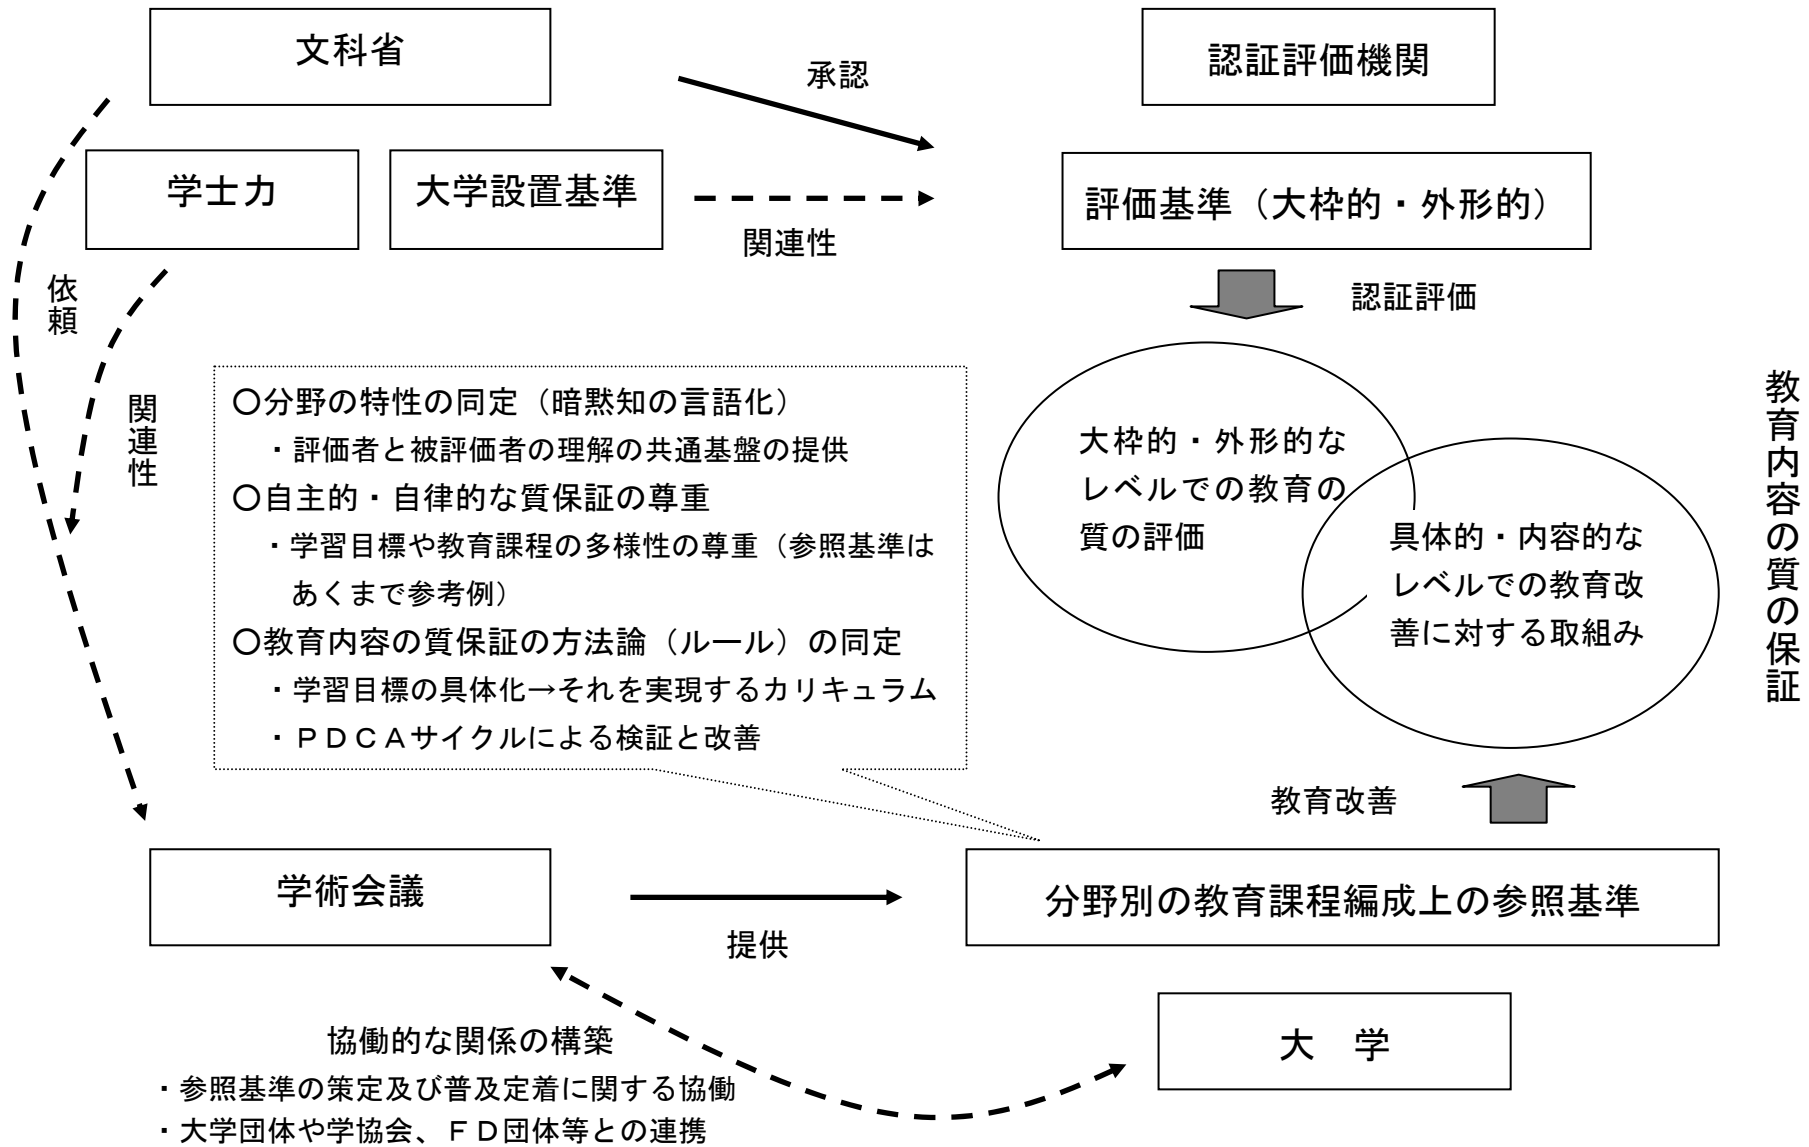 文科省
承認
認証評価機関
学士力
大学設置基準
関連性
評価基準(大枠的・外形的)
依頼
認証評価
関連性
○分野の特性の同定(暗黙知の言語化)
・評価者と被評価者の理解の共通基盤の提供
○自主的・自律的な質保証の尊重
・学習目標や教育課程の多様性の尊重(参照基準は
あくまで参考例)
○教育内容の質保証の方法論(ルール)の同定
・学習目標の具体化→それを実現するカリキュラム
・PDCAサイクルによる検証と改善
大枠的・外形的な
レベルでの教育の
質の評価
具体的・内容的な
レベルでの教育改
善に対する取組み
教育内容の質の保証
教育改善
学術会議
提供
分野別の教育課程編成上の参照基準
大 学
協働的な関係の構築
・参照基準の策定及び普及定着に関する協働
・大学団体や学協会、FD団体等との連携